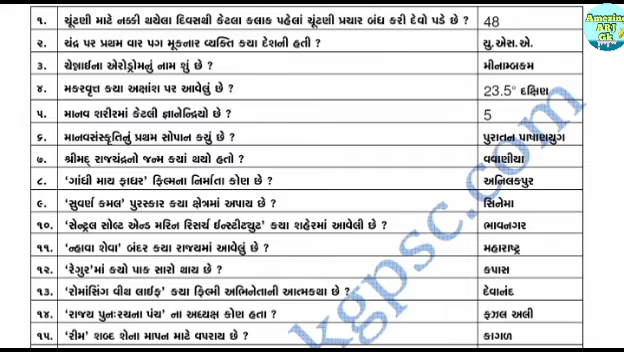 Amezing
ARJ
Gk
૧. ચૂંટણી માટે નક્કી થયેલા દિવસથી કેટલા કલાક પહેલાં ચૂંટણી પ્રચાર બંધ કરી દેવો પડે છે ? 48
૨. ચંદ્ર પર પ્રથમ વાર પગ મૂકનાર વ્યક્તિ કયા દેશની હતી ? યુ.એસ.એ.
૩. ચેન્નાઈના એરોડ્રોમનું નામ શું છે ? મીનામ્બકમ
૪. મકરવૃત્ત કયા અક્ષાંશ પર આવેલું છે ? 23.5° દક્ષિણ
૫. માનવ શરીરમાં કેટલી જ્ઞાનેન્દ્રિયો છે ? 5
૬. માનવસંસ્કૃતિનું પ્રથમ સોપાન કયું છે ? પુરાતન પાષાણયુગ
૭. શ્રીમદ્ રાજચંદ્રનો જન્મ કયાં થયો હતો ? વવાણીયા
૮. ‘ગાંધી માય ફાધર’ ફિલ્મના નિર્માતા કોણ છે ? અનિલકપુર
૯. ‘સુવર્ણ કમલ’ પુરસ્કાર કયા ક્ષેત્રમાં અપાય છે ? સિનેમા
૧૦. ‘સેન્ટ્રલ સોલ્ટ એન્ડ મરિન રિસર્ચ ઈન્સ્ટીટ્યુટ’ કયા શહેરમાં આવેલી છે ? ભાવનગર
૧૧. ‘ન્હાવા શેવા’ બંદર કયા રાજ્યમાં આવેલું છે ? મહારાષ્ટ્ર
૧૨. ‘રેગુર’માં કયો પાક સારો થાય છે ? કપાસ
૧૩. ‘રોમાંસિંગ વીથ લાઈફ’ કયા ફિલ્મી અભિનેતાની આત્મકથા છે ? દેવાનંદ
૧૪. ‘રાજ્ય પુનઃરચના પંચ’ ના અધ્યક્ષ કોણ હતા ? ફઝલ અલી
૧૫. ‘રીમ’ શબ્દ શેના માપન માટે વપરાય છે ? કાગળ
kgpsc.com